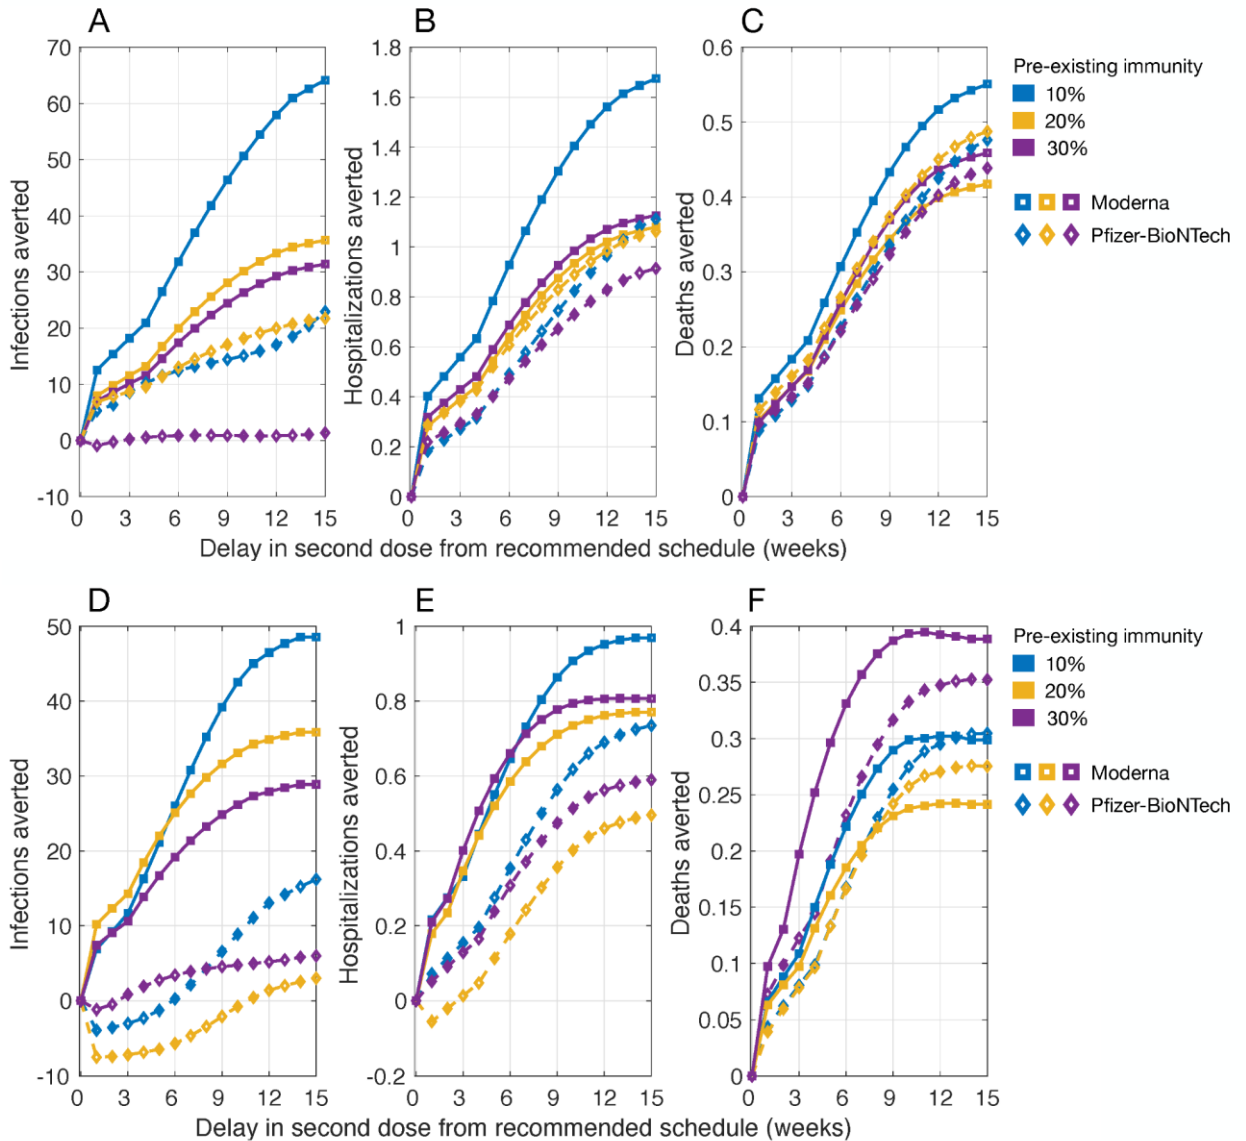 A
B
C
70
60
50
40
30
20
10
0
-10
Infections averted
0 3 6 9 12 15
1.8
1.6
1.4
1.2
1
0.8
0.6
0.4
0.2
0
Hospitalizations averted
0 3 6 9 12 15
0.6
0.5
0.4
0.3
0.2
0.1
0
Deaths averted
0 3 6 9 12 15
Pre-existing immunity
10%
20%
30%
Moderna
Pfizer-BioNTech
Delay in second dose from recommended schedule (weeks)
D
E
F
50
40
30
20
10
0
-10
Infections averted
0 3 6 9 12 15
1
0.8
0.6
0.4
0.2
0
-0.2
Hospitalizations averted
0 3 6 9 12 15
0.4
0.35
0.3
0.25
0.2
0.15
0.1
0.05
0
Deaths averted
0 3 6 9 12 15
Pre-existing immunity
10%
20%
30%
Moderna
Pfizer-BioNTech
Delay in second dose from recommended schedule (weeks)